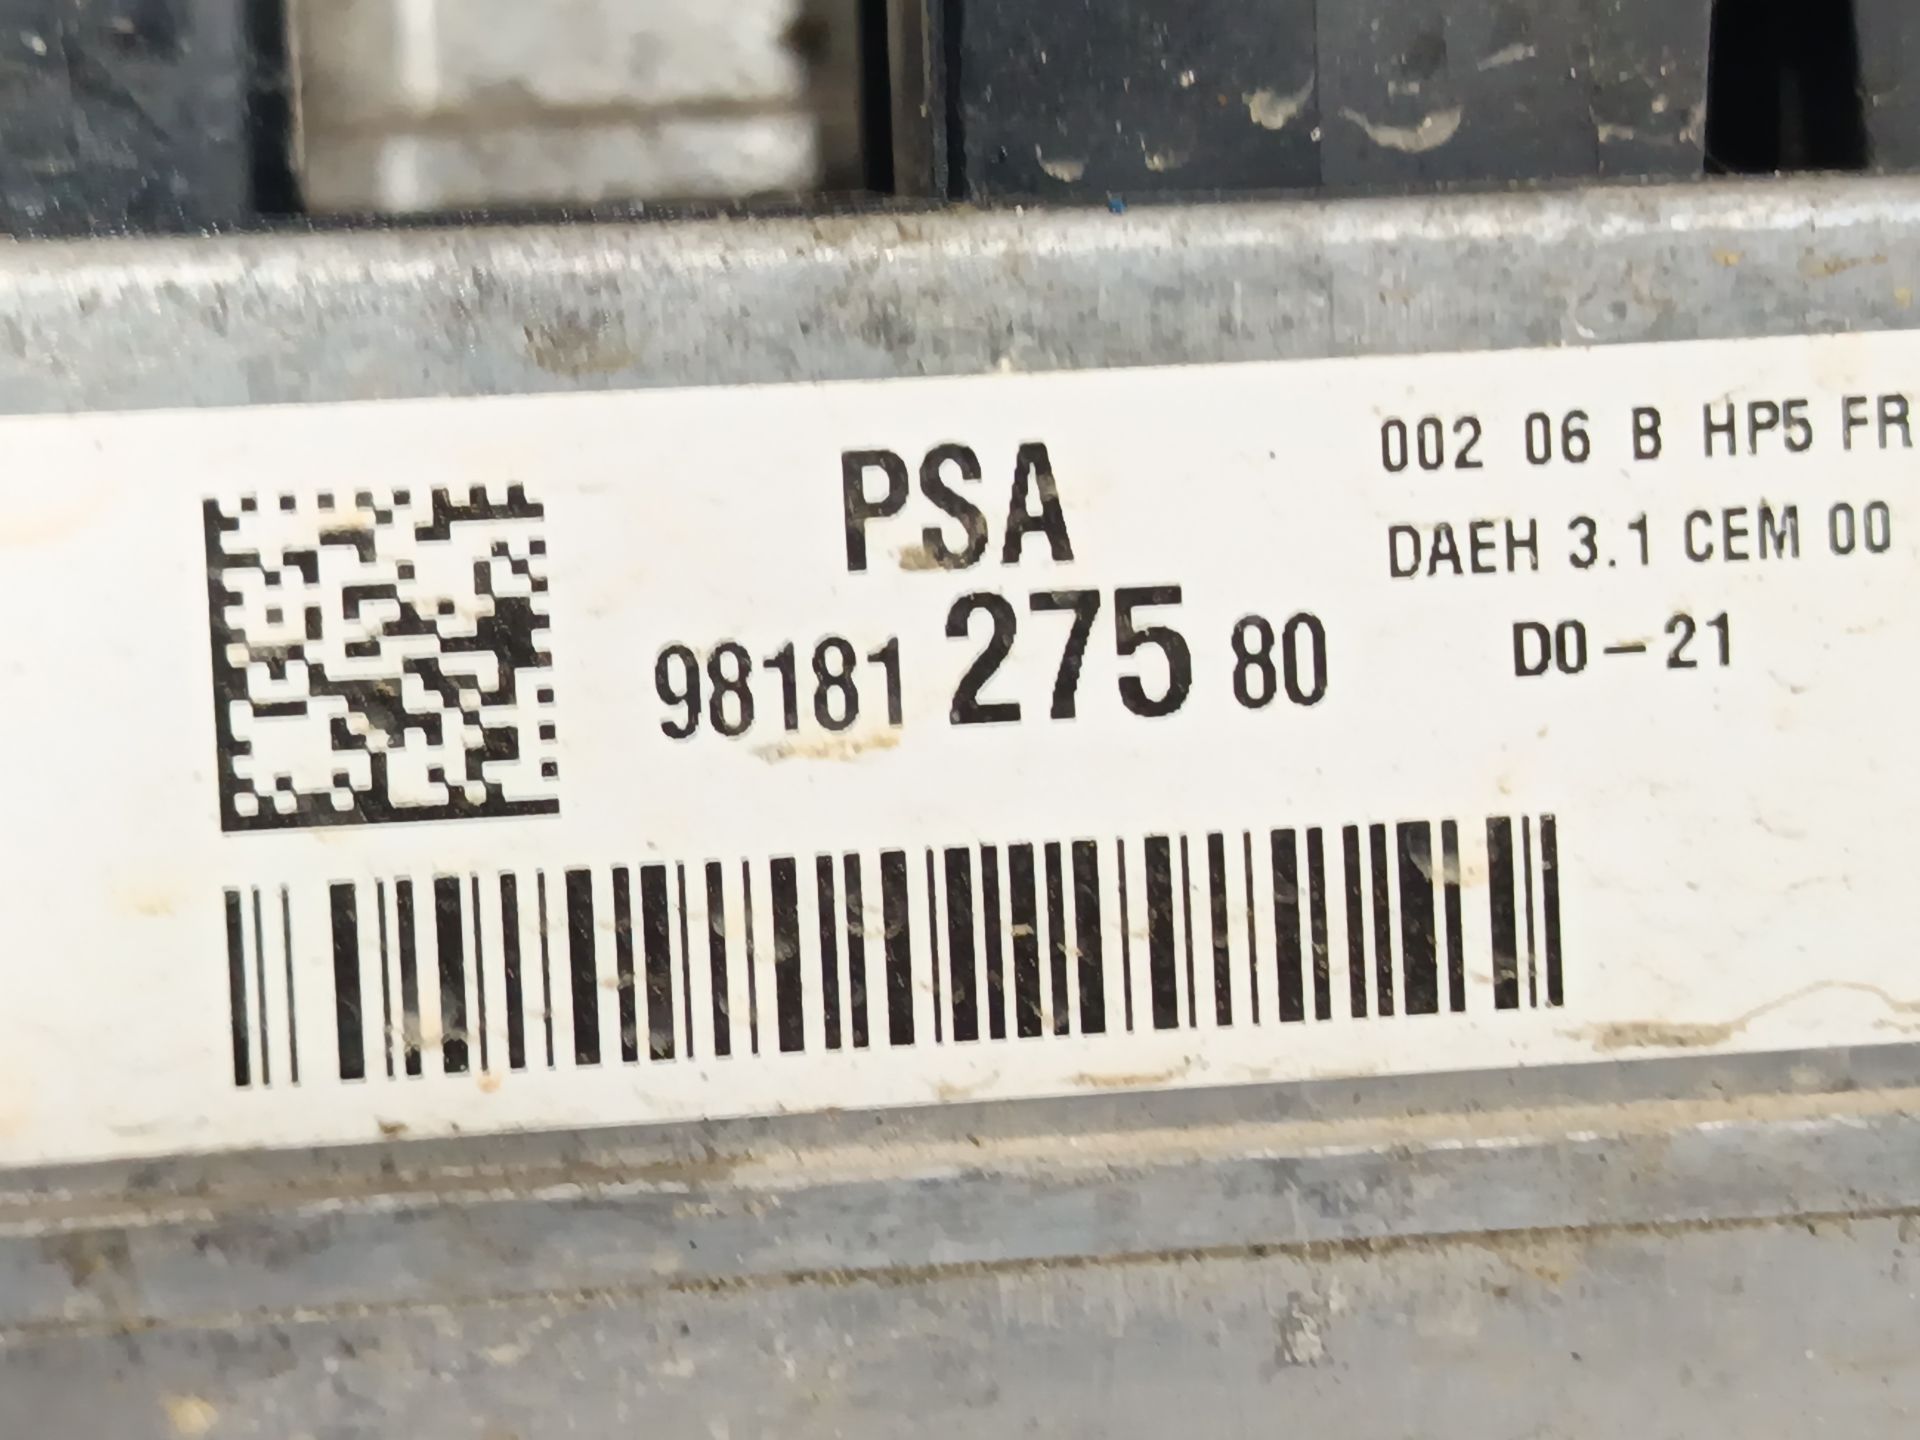 PSA
98181 275 80
002 06 B HP5 FR
DAEH 3.1 CEM 00
D0-21